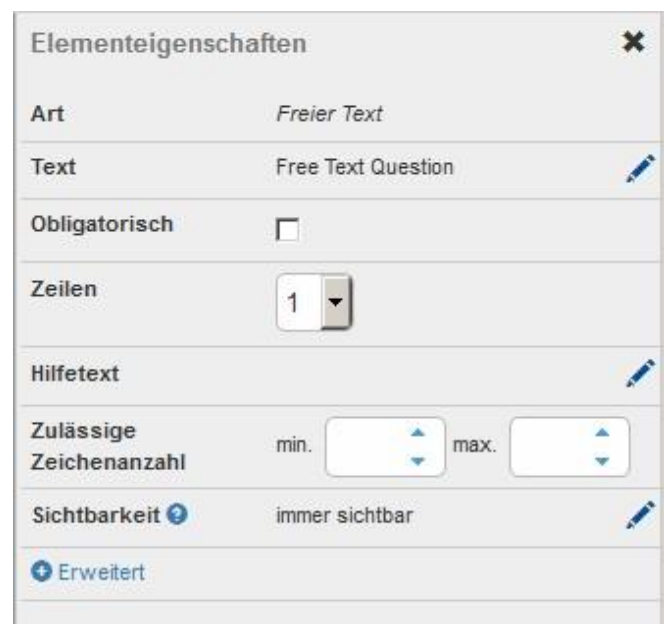 Elementeigenschaften
Art Freier Text
Text Free Text Question
Obligatorisch
Zeilen 1
Hilfetext
Zulässige
Zeichenanzahl min. max.
Sichtbarkeit immer sichtbar
Erweitert